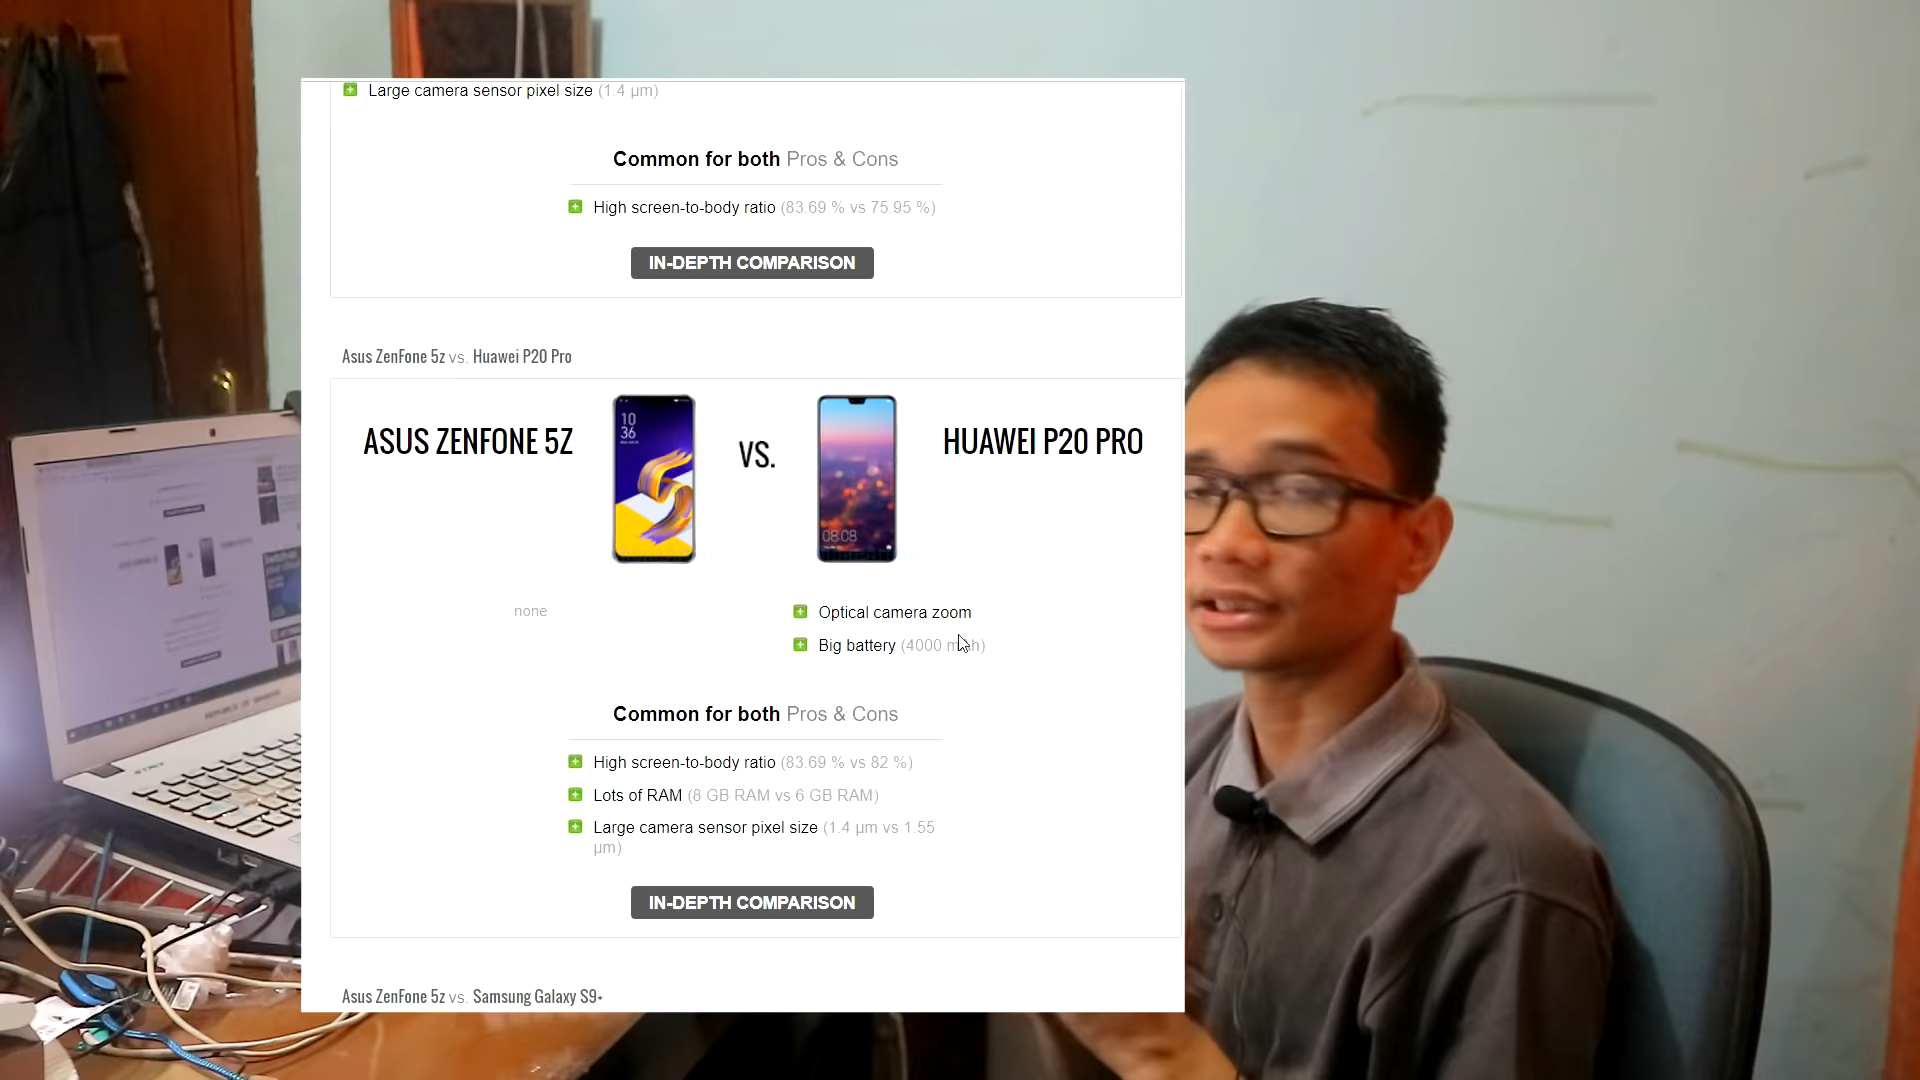 Large camera sensor pixel size (1.4 μm)
Common for both Pros & Cons
High screen-to-body ratio (83.69 % vs 75.95 %)
IN-DEPTH COMPARISON
Asus ZenFone 5z vs. Huawei P20 Pro
ASUS ZENFONE 5Z
10
36
VS.
08:08
HUAWEI P20 PRO
none
Optical camera zoom
Big battery (4000 mAh)
Common for both Pros & Cons
High screen-to-body ratio (83.69 % vs 82 %)
Lots of RAM (8 GB RAM vs 6 GB RAM)
Large camera sensor pixel size (1.4 μm vs 1.55
μm)
IN-DEPTH COMPARISON
Asus ZenFone 5z vs. Samsung Galaxy S9+